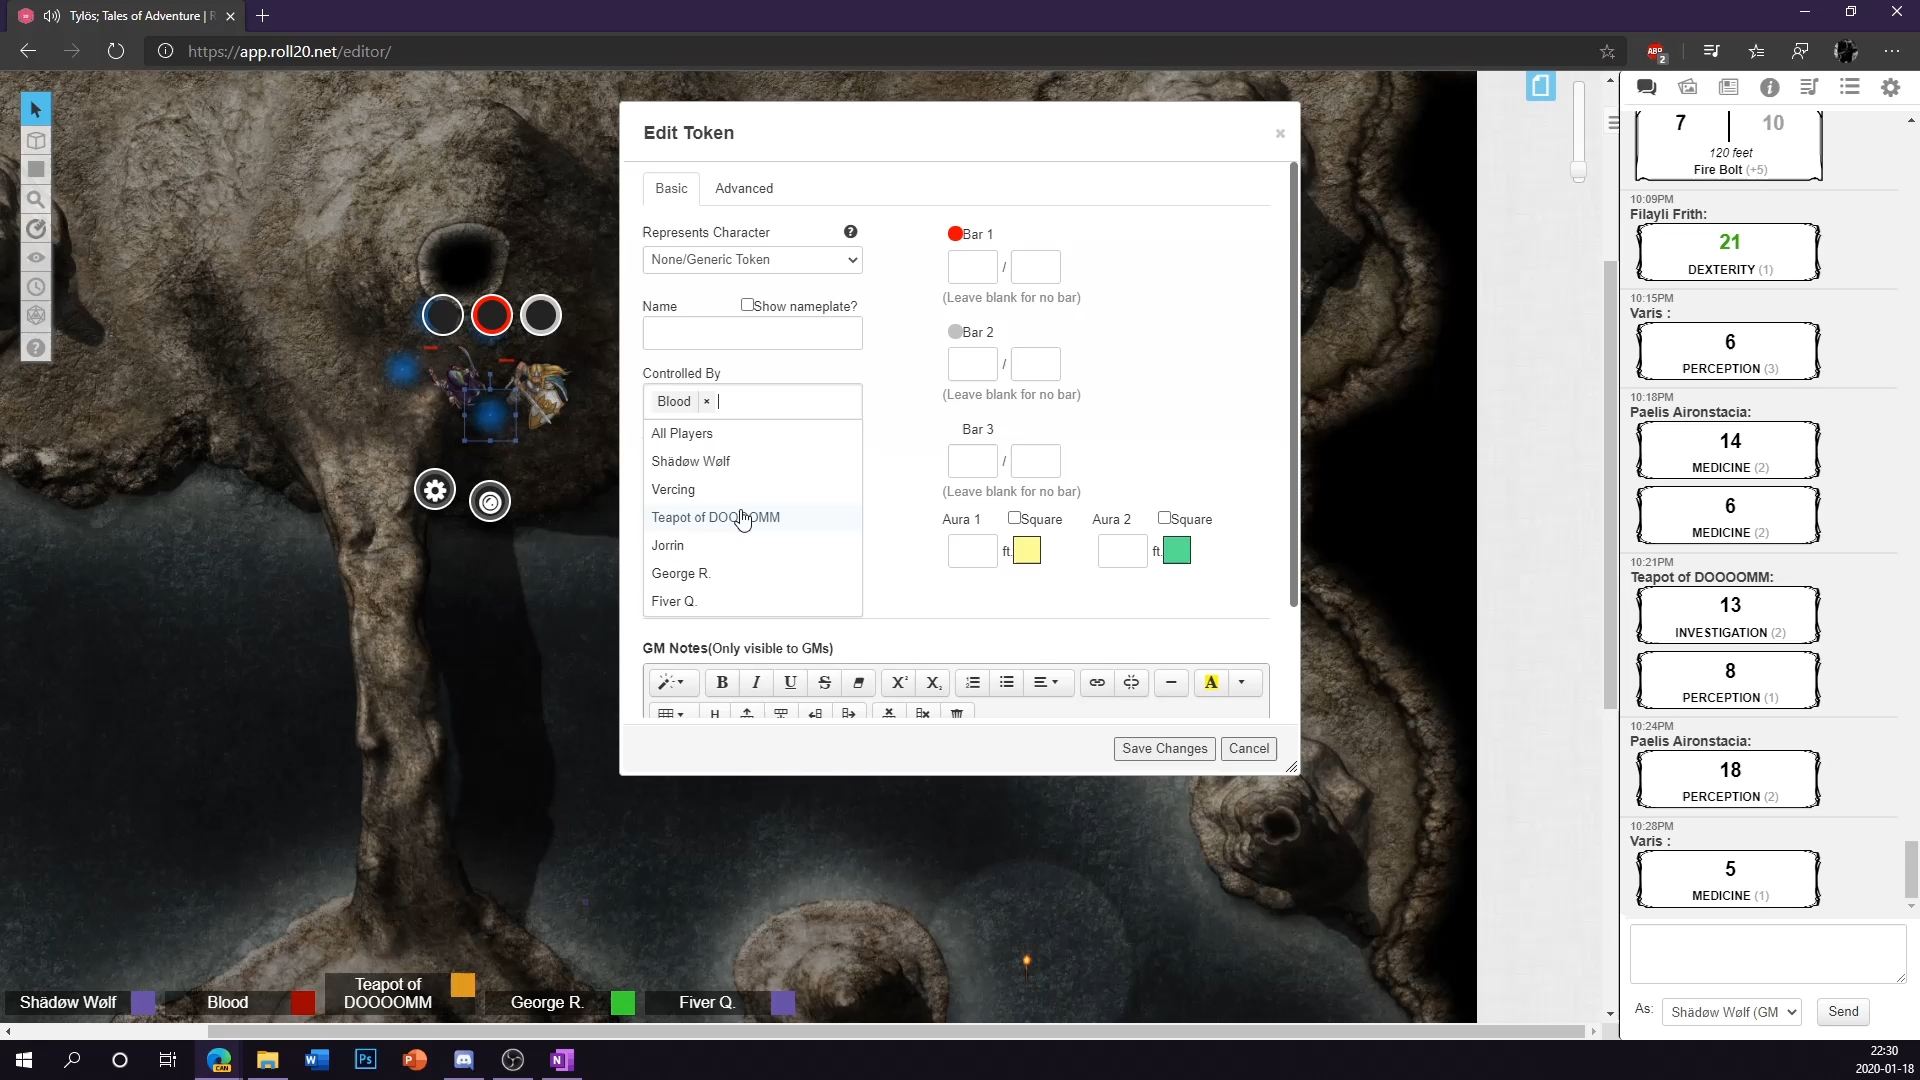 Tylös; Tales of Adventure | R
https://app.roll20.net/editor/
ABP
2
Edit Token
Basic
Advanced
Represents Character
None/Generic Token
Name
Show nameplate?
Controlled By
Blood ×
All Players
Shädøw Wølf
Vercing
Teapot of DOOOOMM
Jorrin
George R.
Fiver Q.
Bar 1
/
(Leave blank for no bar)
Bar 2
/
(Leave blank for no bar)
Bar 3
/
(Leave blank for no bar)
Aura 1 Square Aura 2 Square
ft. ft.
GM Notes(Only visible to GMs)
B I U S X² X₂ A
H
Save Changes Cancel
7 | 10
120 feet
Fire Bolt (+5)
10:09PM
Filayli Frith:
21
DEXTERITY (1)
10:15PM
Varis :
6
PERCEPTION (3)
10:18PM
Paelis Aironstacia:
14
MEDICINE (2)
6
MEDICINE (2)
10:21PM
Teapot of DOOOOMM:
13
INVESTIGATION (2)
8
PERCEPTION (1)
10:24PM
Paelis Aironstacia:
18
PERCEPTION (2)
10:28PM
Varis :
5
MEDICINE (1)
As: Shädøw Wølf (GM Send
Shädøw Wølf
Blood
Teapot of
DOOOOMM
George R.
Fiver Q.
CAN
W
Ps
P
N
22:30
2020-01-18